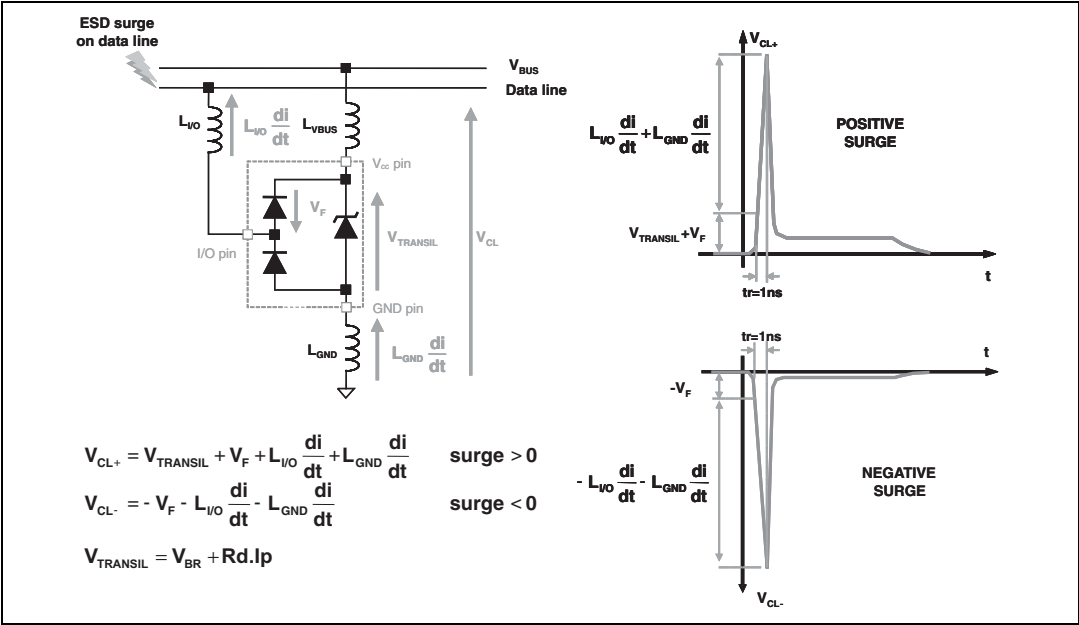 ESD surge
on data line
V_BUS
Data line
L_I/O
L_I/O di/dt
L_VBUS
V_cc pin
V_F
V_TRANSIL
V_CL
I/O pin
GND pin
L_GND
L_GND di/dt
V_CL+ = V_TRANSIL + V_F + L_I/O di/dt + L_GND di/dt surge > 0
V_CL- = - V_F - L_I/O di/dt - L_GND di/dt surge < 0
V_TRANSIL = V_BR + Rd.Ip
V_CL+
L_I/O di/dt + L_GND di/dt
POSITIVE
SURGE
V_TRANSIL+V_F
t
tr=1ns
tr=1ns
t
-V_F
- L_I/O di/dt - L_GND di/dt
NEGATIVE
SURGE
V_CL-